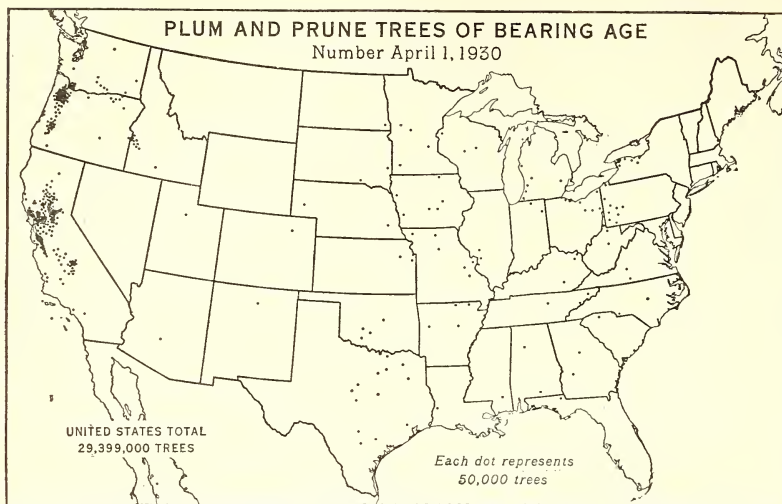 PLUM AND PRUNE TREES OF BEARING AGE
Number April 1, 1930
UNITED STATES TOTAL
29,399,000 TREES
Each dot represents
50,000 trees